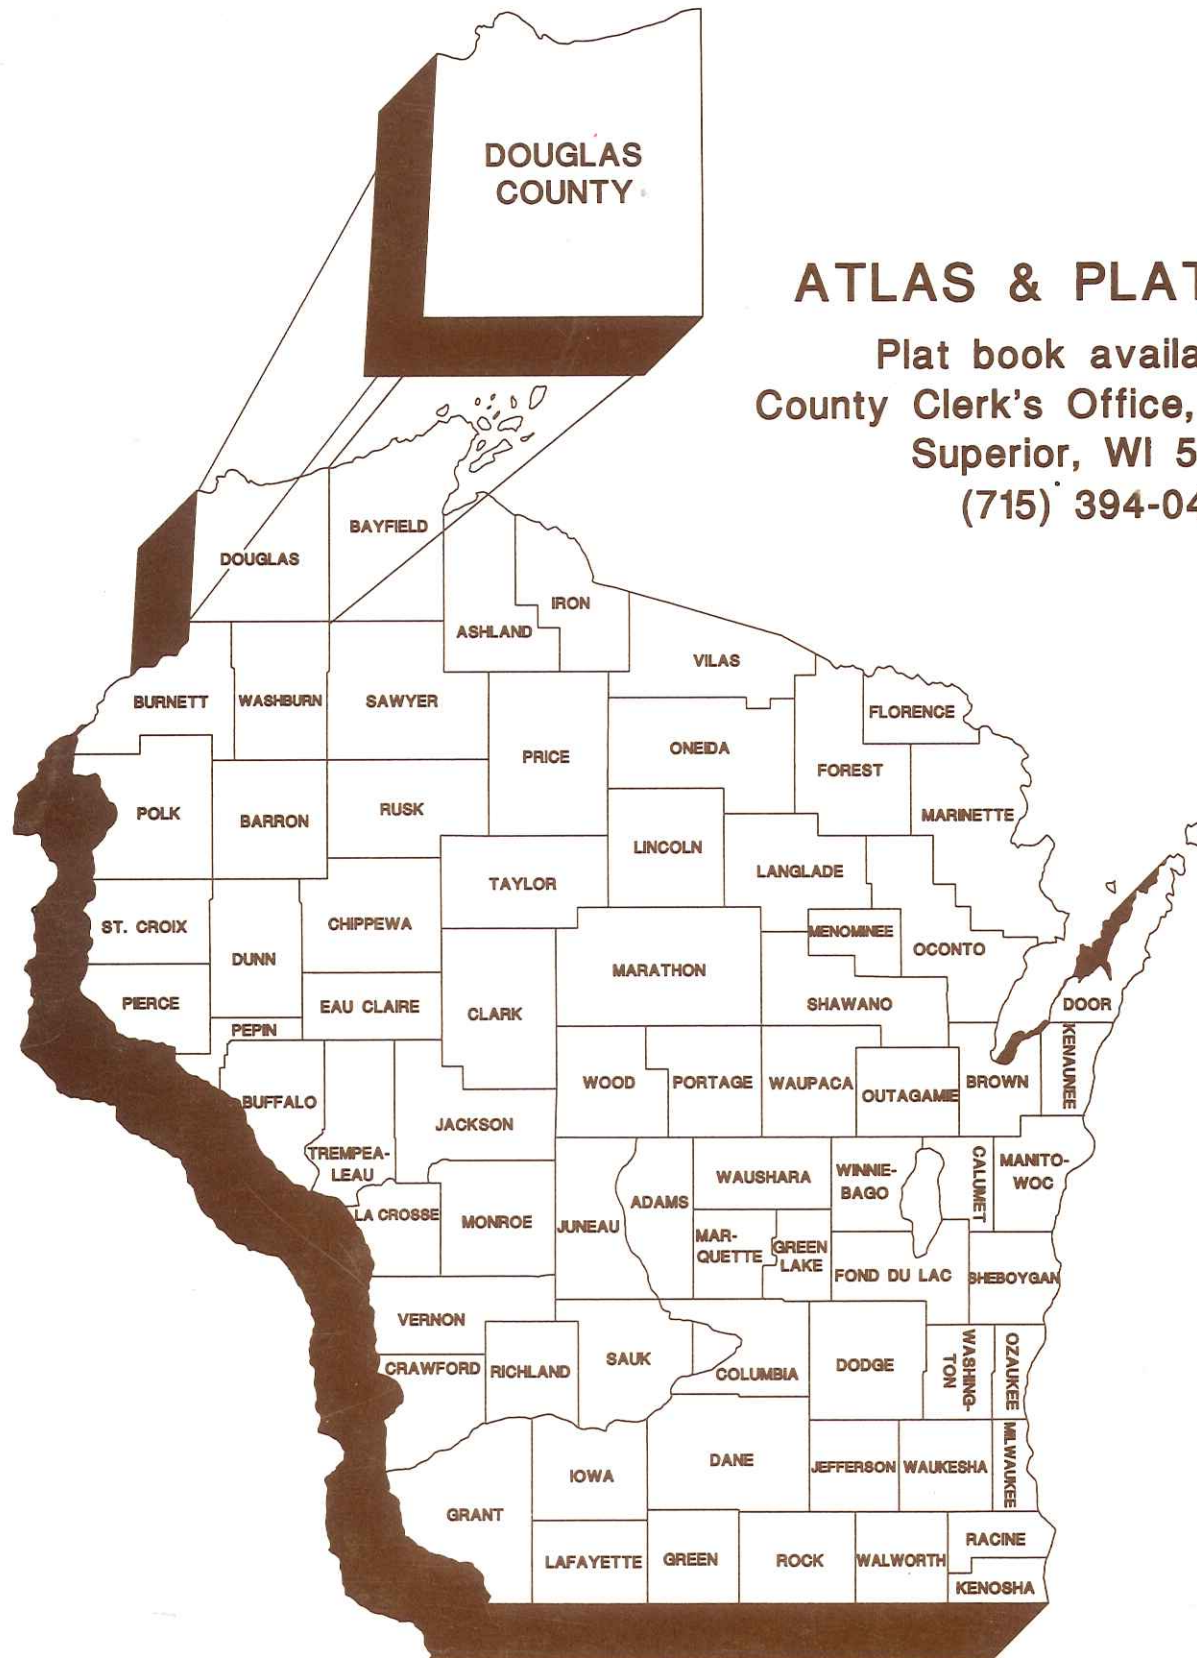 DOUGLAS
COUNTY
ATLAS & PLAT
Plat book availa
County Clerk's Office,
Superior, WI 5
(715) 394-04
BAYFIELD
DOUGLAS
IRON
ASHLAND
VILAS
BURNETT
WASHBURN
SAWYER
FLORENCE
PRICE
ONEIDA
FOREST
POLK
BARRON
RUSK
MARINETTE
LINCOLN
LANGLADE
TAYLOR
ST. CROIX
CHIPPEWA
MENOMINEE
OCONTO
DUNN
MARATHON
PIERCE
EAU CLAIRE
CLARK
SHAWANO
DOOR
PEPIN
KENAUNEE
WOOD
PORTAGE
WAUPACA
OUTAGAMIE
BROWN
BUFFALO
JACKSON
TREMPEA-
LEAU
WAUSHARA
WINNIE-
BAGO
CALUMET
MANITO-
WOC
LA CROSSE
MONROE
JUNEAU
ADAMS
MAR-
QUETTE
GREEN
LAKE
FOND DU LAC
SHEBOYGAN
VERNON
CRAWFORD
RICHLAND
SAUK
COLUMBIA
DODGE
WASHING-
TON
OZAUKEE
IOWA
DANE
JEFFERSON
WAUKESHA
MILWAUKEE
GRANT
LAFAYETTE
GREEN
ROCK
WALWORTH
RACINE
KENOSHA